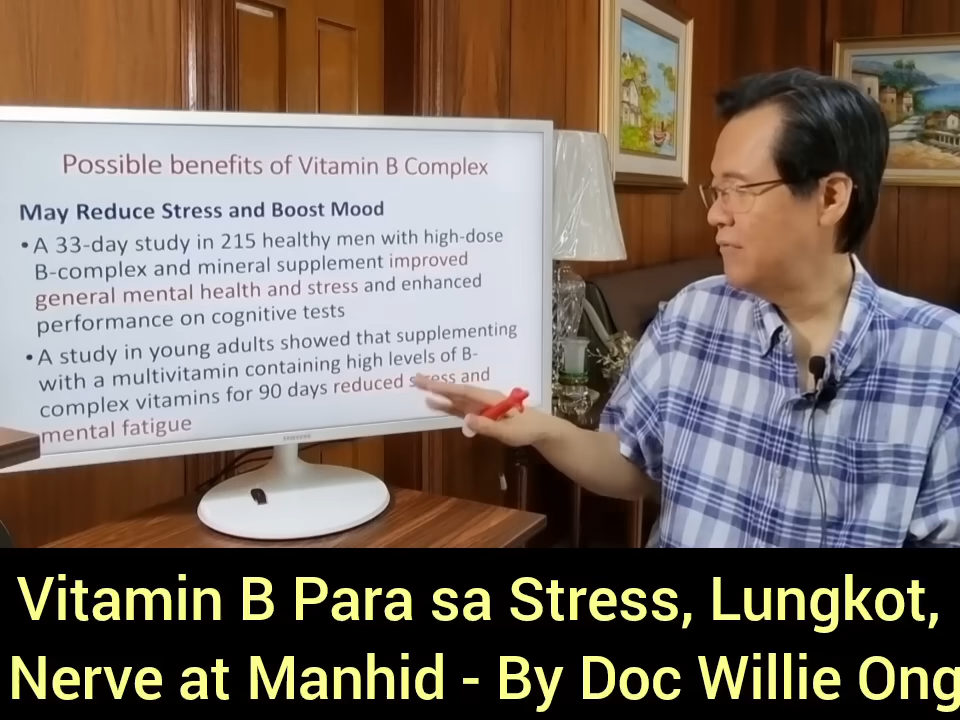 Possible benefits of Vitamin B Complex
May Reduce Stress and Boost Mood
• A 33-day study in 215 healthy men with high-dose
B-complex and mineral supplement improved
general mental health and stress and enhanced
performance on cognitive tests
• A study in young adults showed that supplementing
with a multivitamin containing high levels of B-
complex vitamins for 90 days reduced stress and
mental fatigue
SAMSUNG
Vitamin B Para sa Stress, Lungkot,
Nerve at Manhid - By Doc Willie Ong